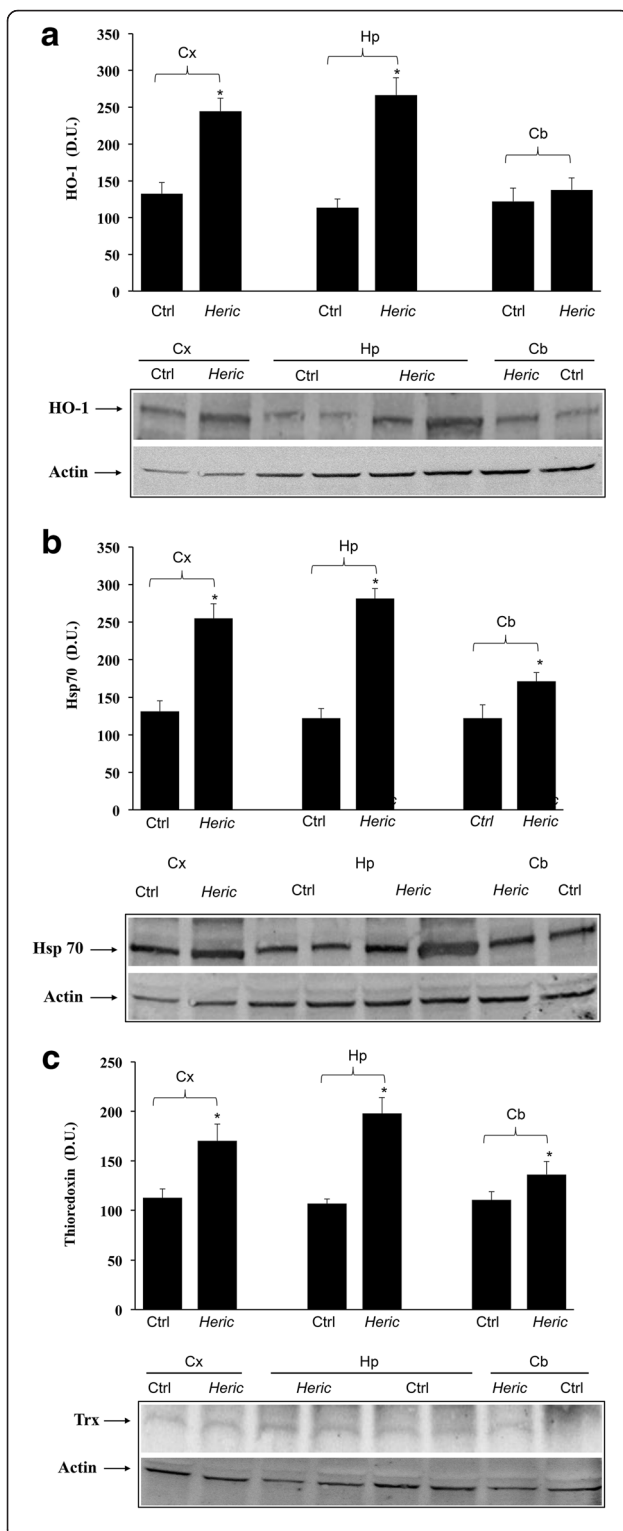 a
HO-1 (D.U.)
350
300
250
200
150
100
50
0
Cx
*
Hp
*
Cb
Ctrl Heric Ctrl Heric Ctrl Heric
Cx Hp Cb
Ctrl Heric Ctrl Heric Heric Ctrl
HO-1
Actin
b
Hsp70 (D.U.)
350
300
250
200
150
100
50
0
Cx
*
Hp
*
Cb
*
Ctrl Heric Ctrl Heric Ctrl Heric
Cx Hp Cb
Ctrl Heric Ctrl Heric Heric Ctrl
Hsp 70
Actin
c
Thioredoxin (D.U.)
250
200
150
100
50
0
Cx
*
Hp
*
Cb
*
Ctrl Heric Ctrl Heric Ctrl Heric
Cx Hp Cb
Ctrl Heric Heric Ctrl Heric Ctrl
Trx
Actin